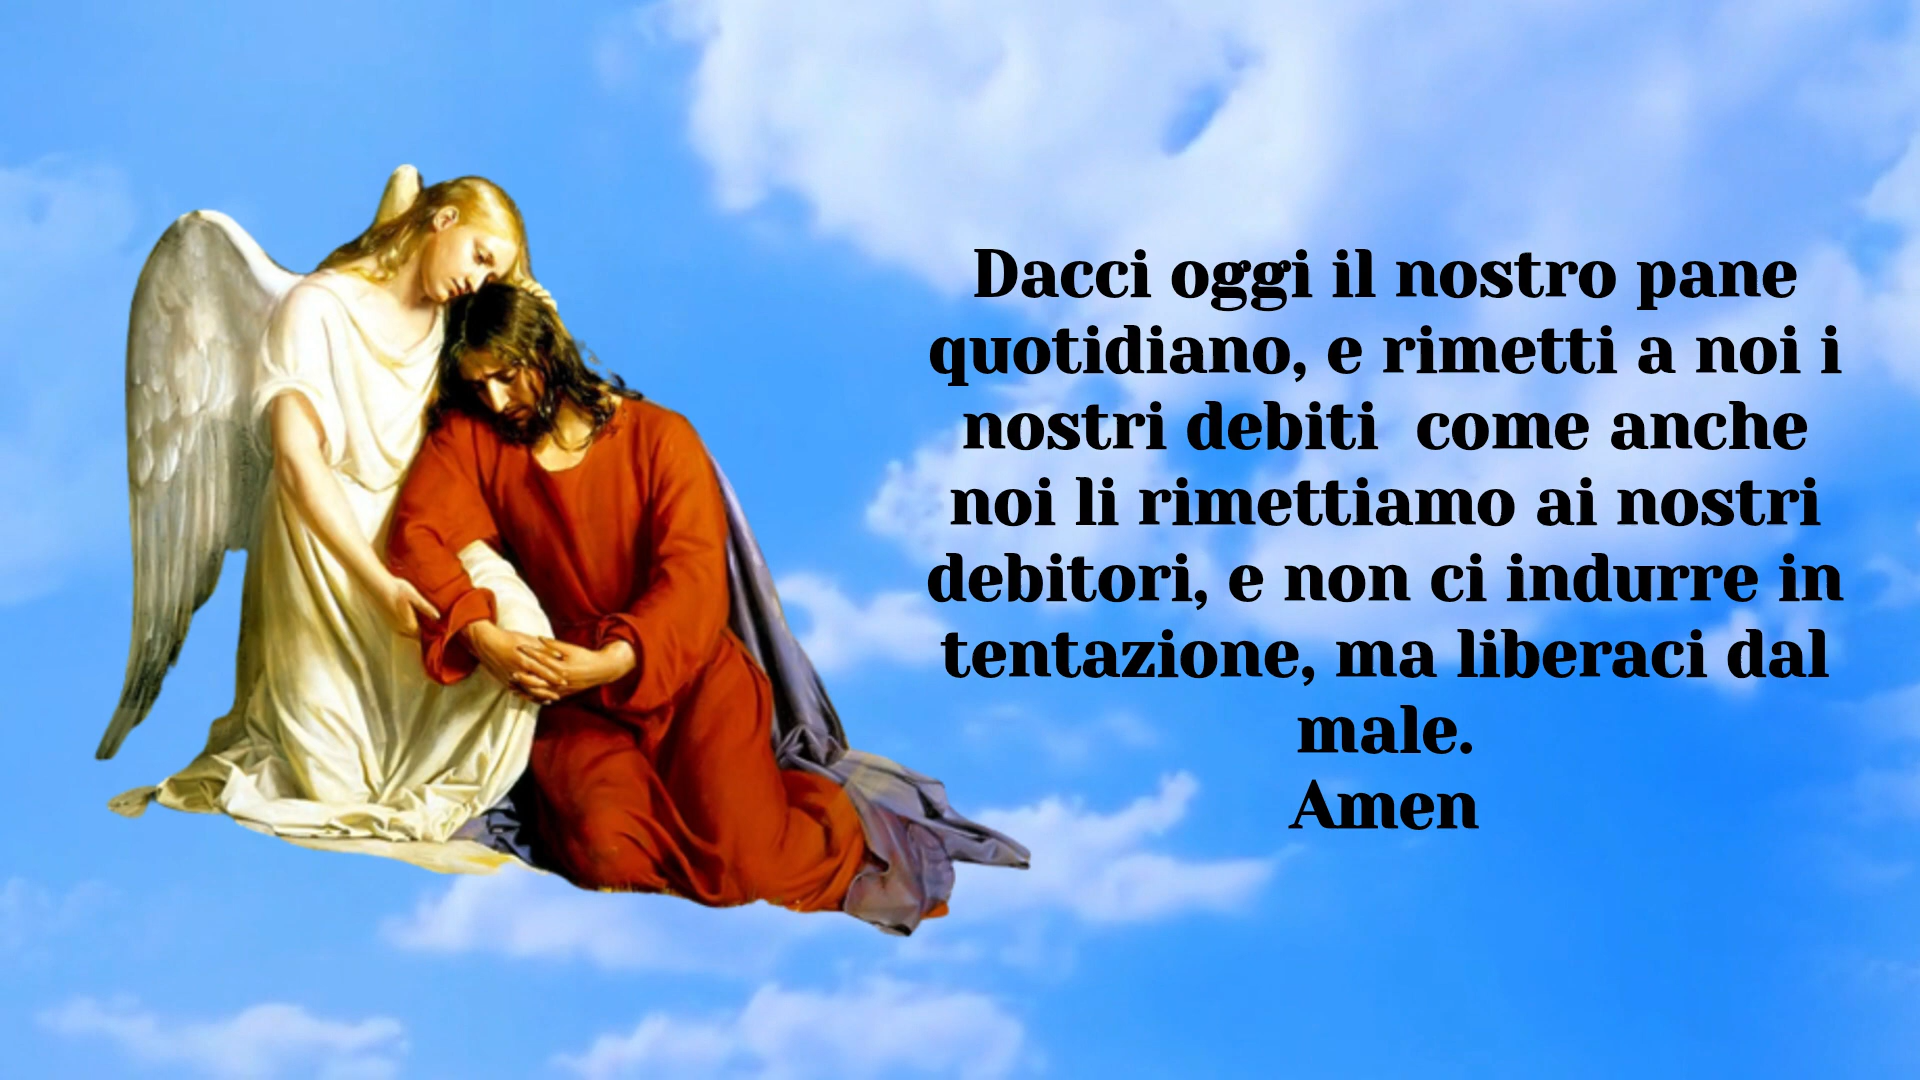 Dacci oggi il nostro pane
quotidiano, e rimetti a noi i
nostri debiti  come anche
noi li rimettiamo ai nostri
debitori, e non ci indurre in
tentazione, ma liberaci dal
male.
Amen